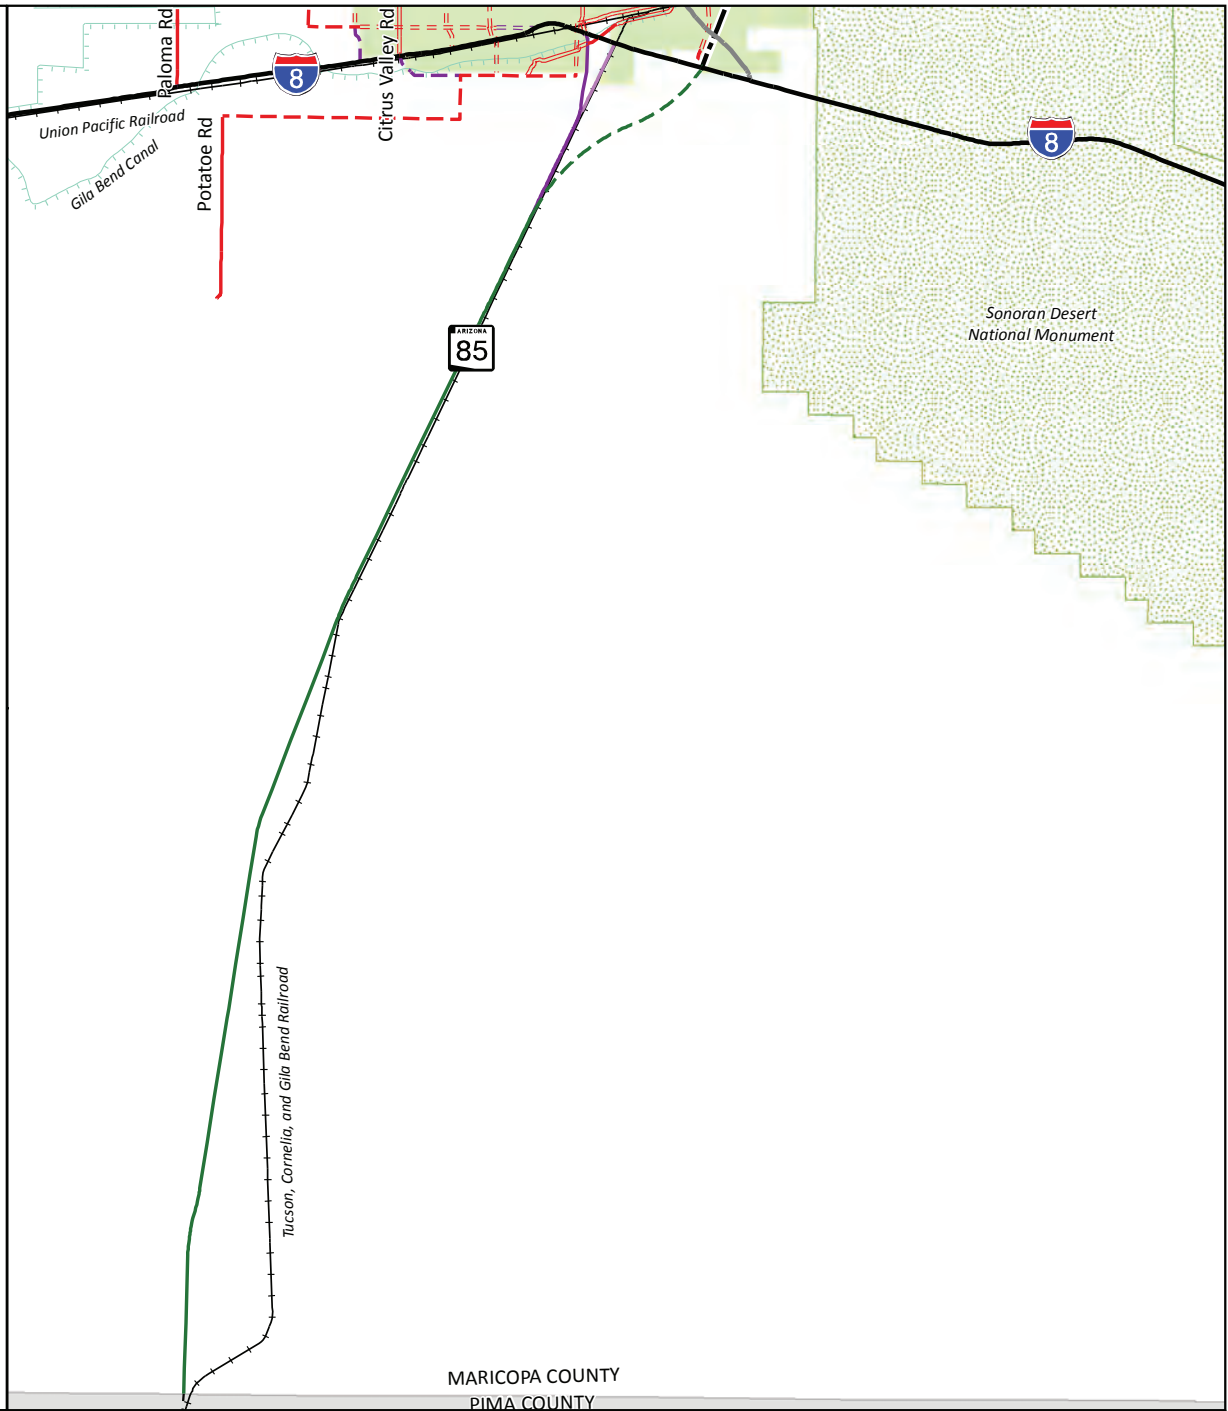 Paloma Rd
Citrus Valley Rd
8
Union Pacific Railroad
Potatoe Rd
Gila Bend Canal
8
Sonoran Desert
National Monument
ARIZONA
85
Tucson, Cornelia, and Gila Bend Railroad
MARICOPA COUNTY
PIMA COUNTY